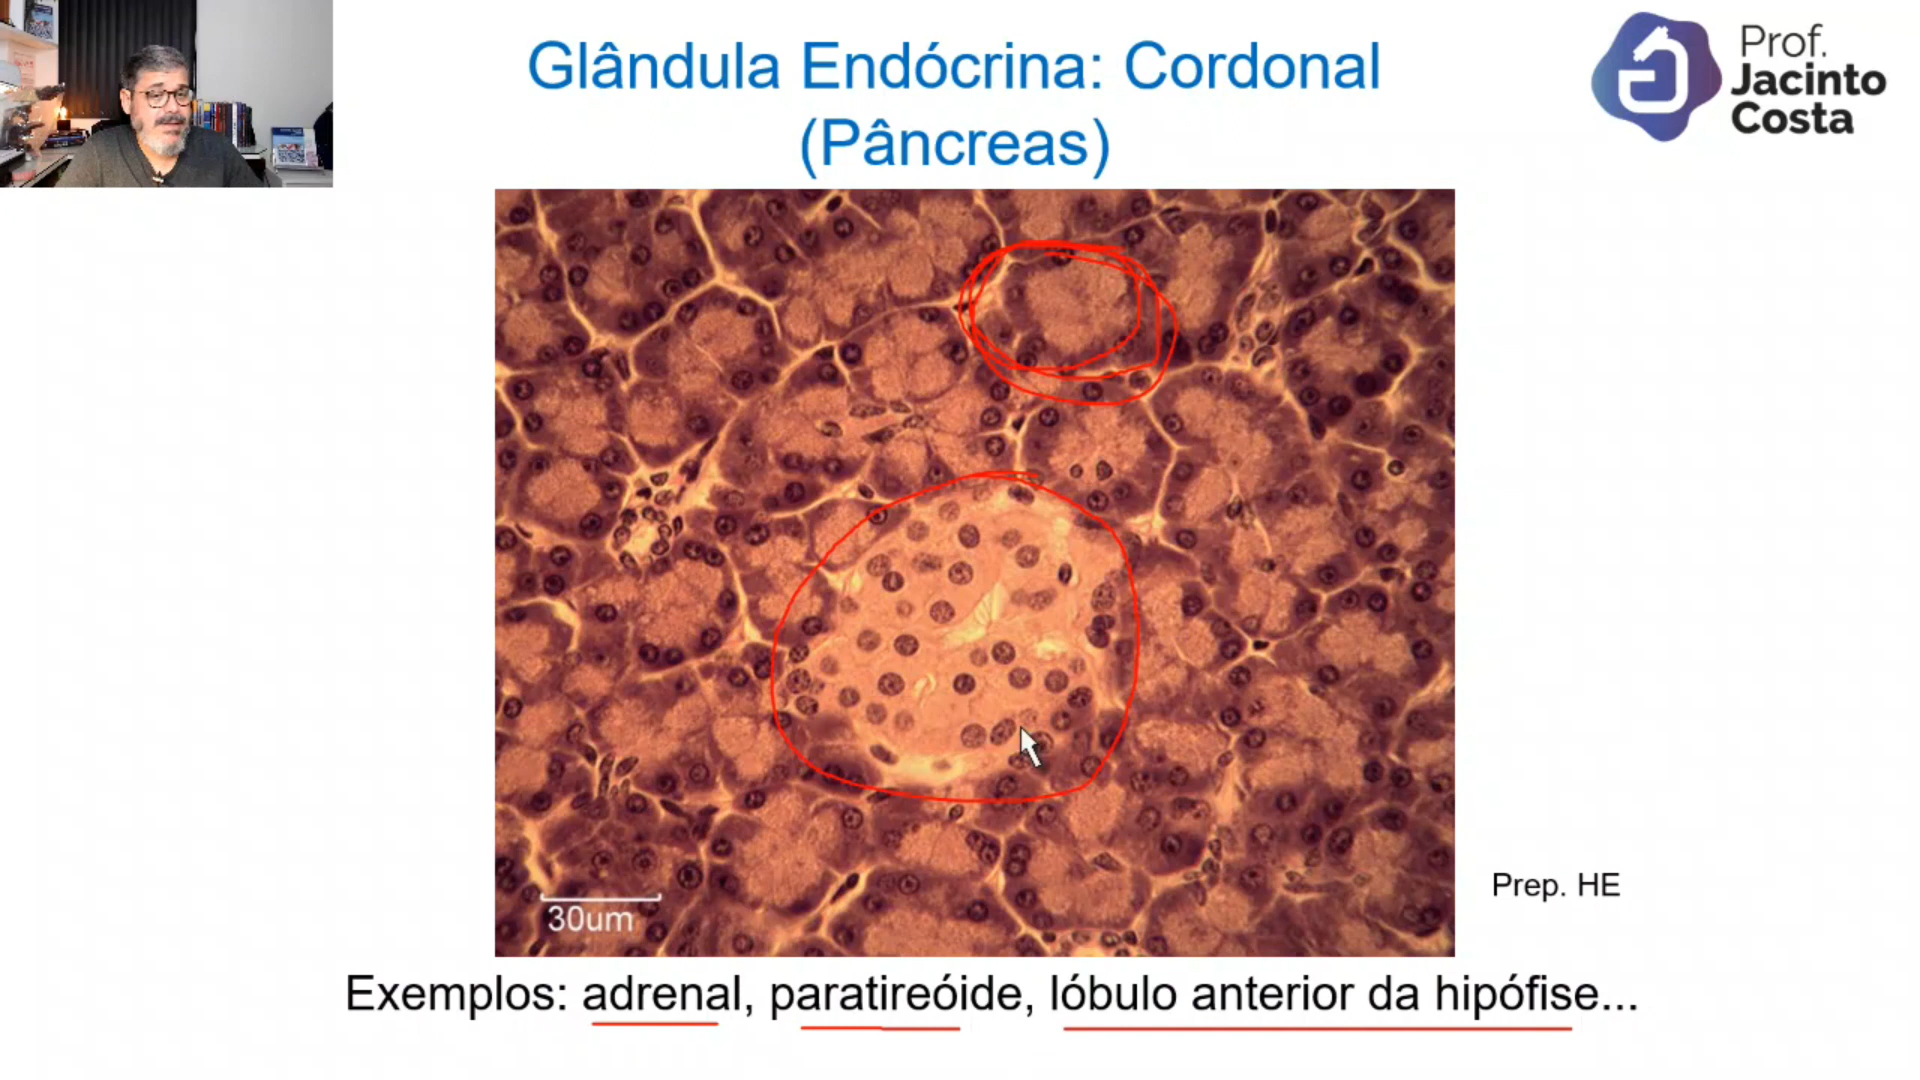 Glândula Endócrina: Cordonal
(Pâncreas)
Prof.
Jacinto
Costa
30um
Prep. HE
Exemplos: adrenal, paratireóide, lóbulo anterior da hipófise...